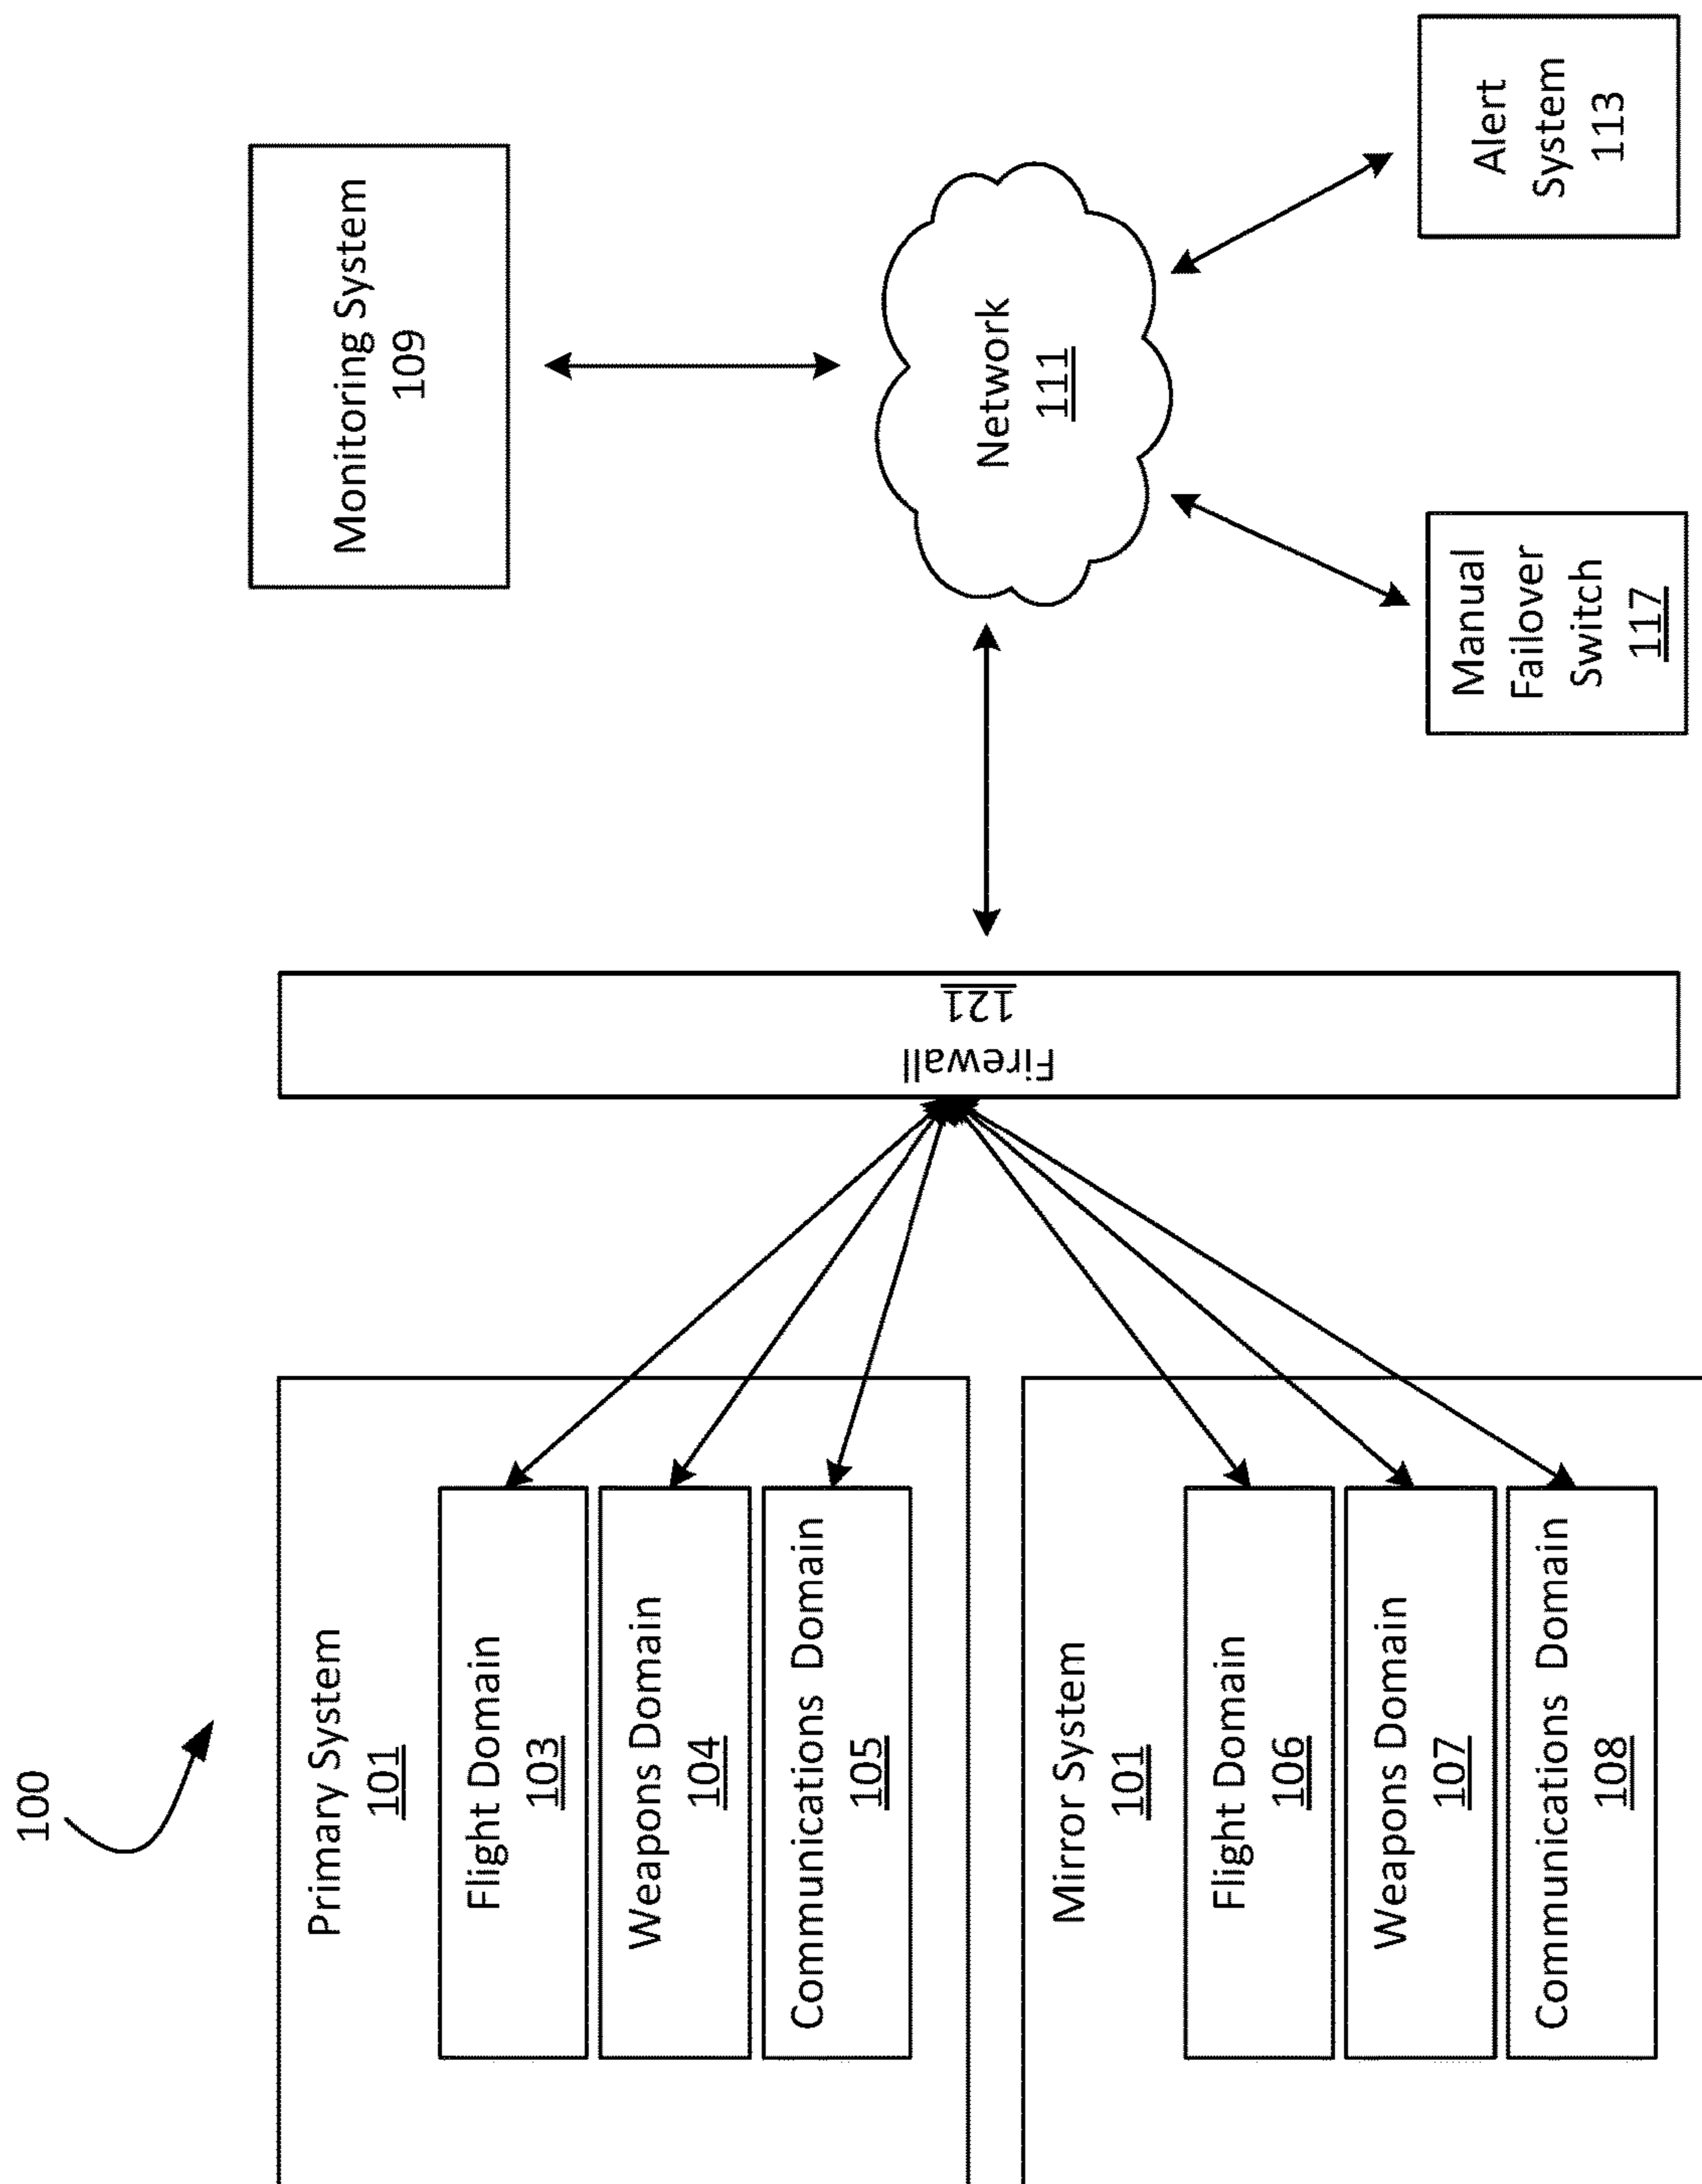 100
Primary System
101
Flight Domain
103
Weapons Domain
104
Communications Domain
105
Mirror System
101
Flight Domain
106
Weapons Domain
107
Communications Domain
108
Firewall
121
Monitoring System
109
Network
111
Manual
Failover
Switch
117
Alert
System
113